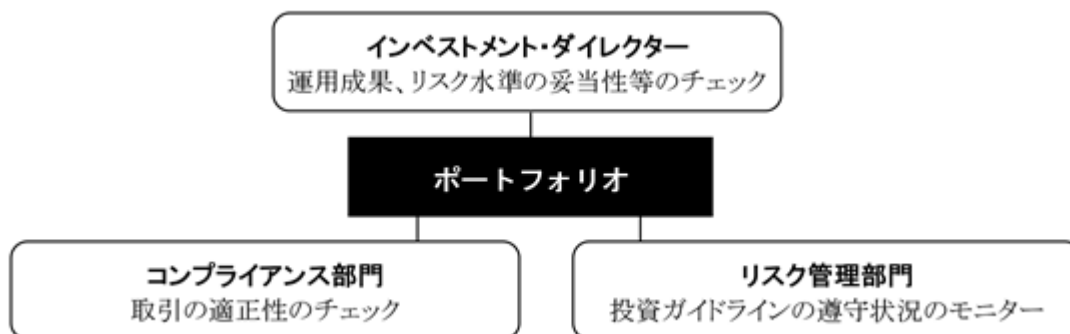 インベストメント・ダイレクター
運用成果、リスク水準の妥当性等のチェック
ポートフォリオ
コンプライアンス部門
取引の適正性のチェック
リスク管理部門
投資ガイドラインの遵守状況のモニター